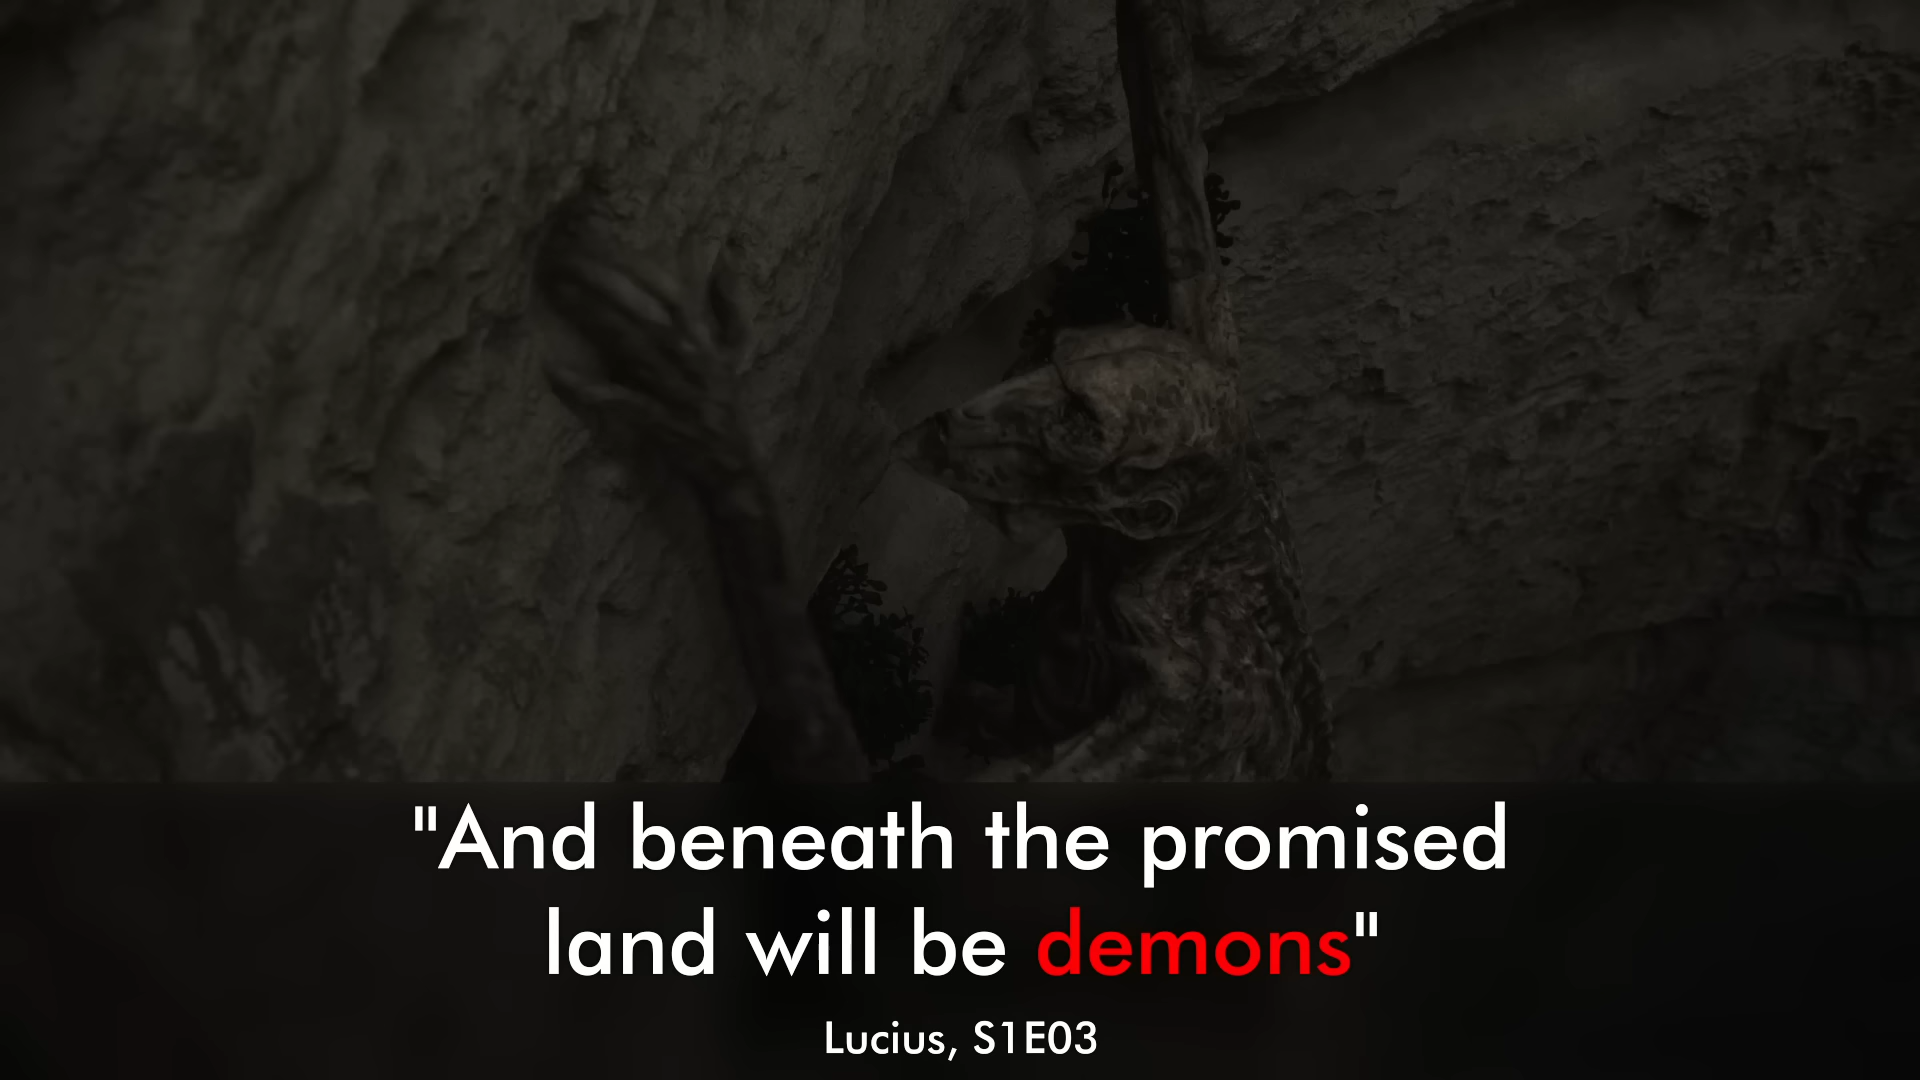 "And beneath the promised
land will be demons"
Lucius, S1E03